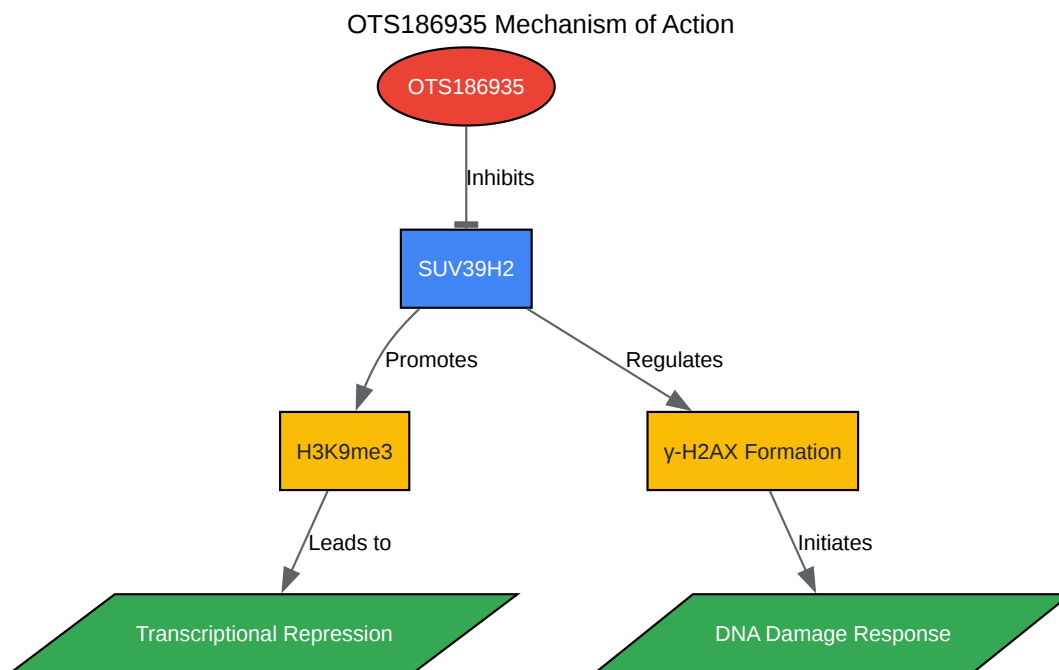 OTS186935 Mechanism of Action
OTS186935
Inhibits
SUV39H2
Promotes
Regulates
H3K9me3
γ-H2AX Formation
Leads to
Initiates
Transcriptional Repression
DNA Damage Response